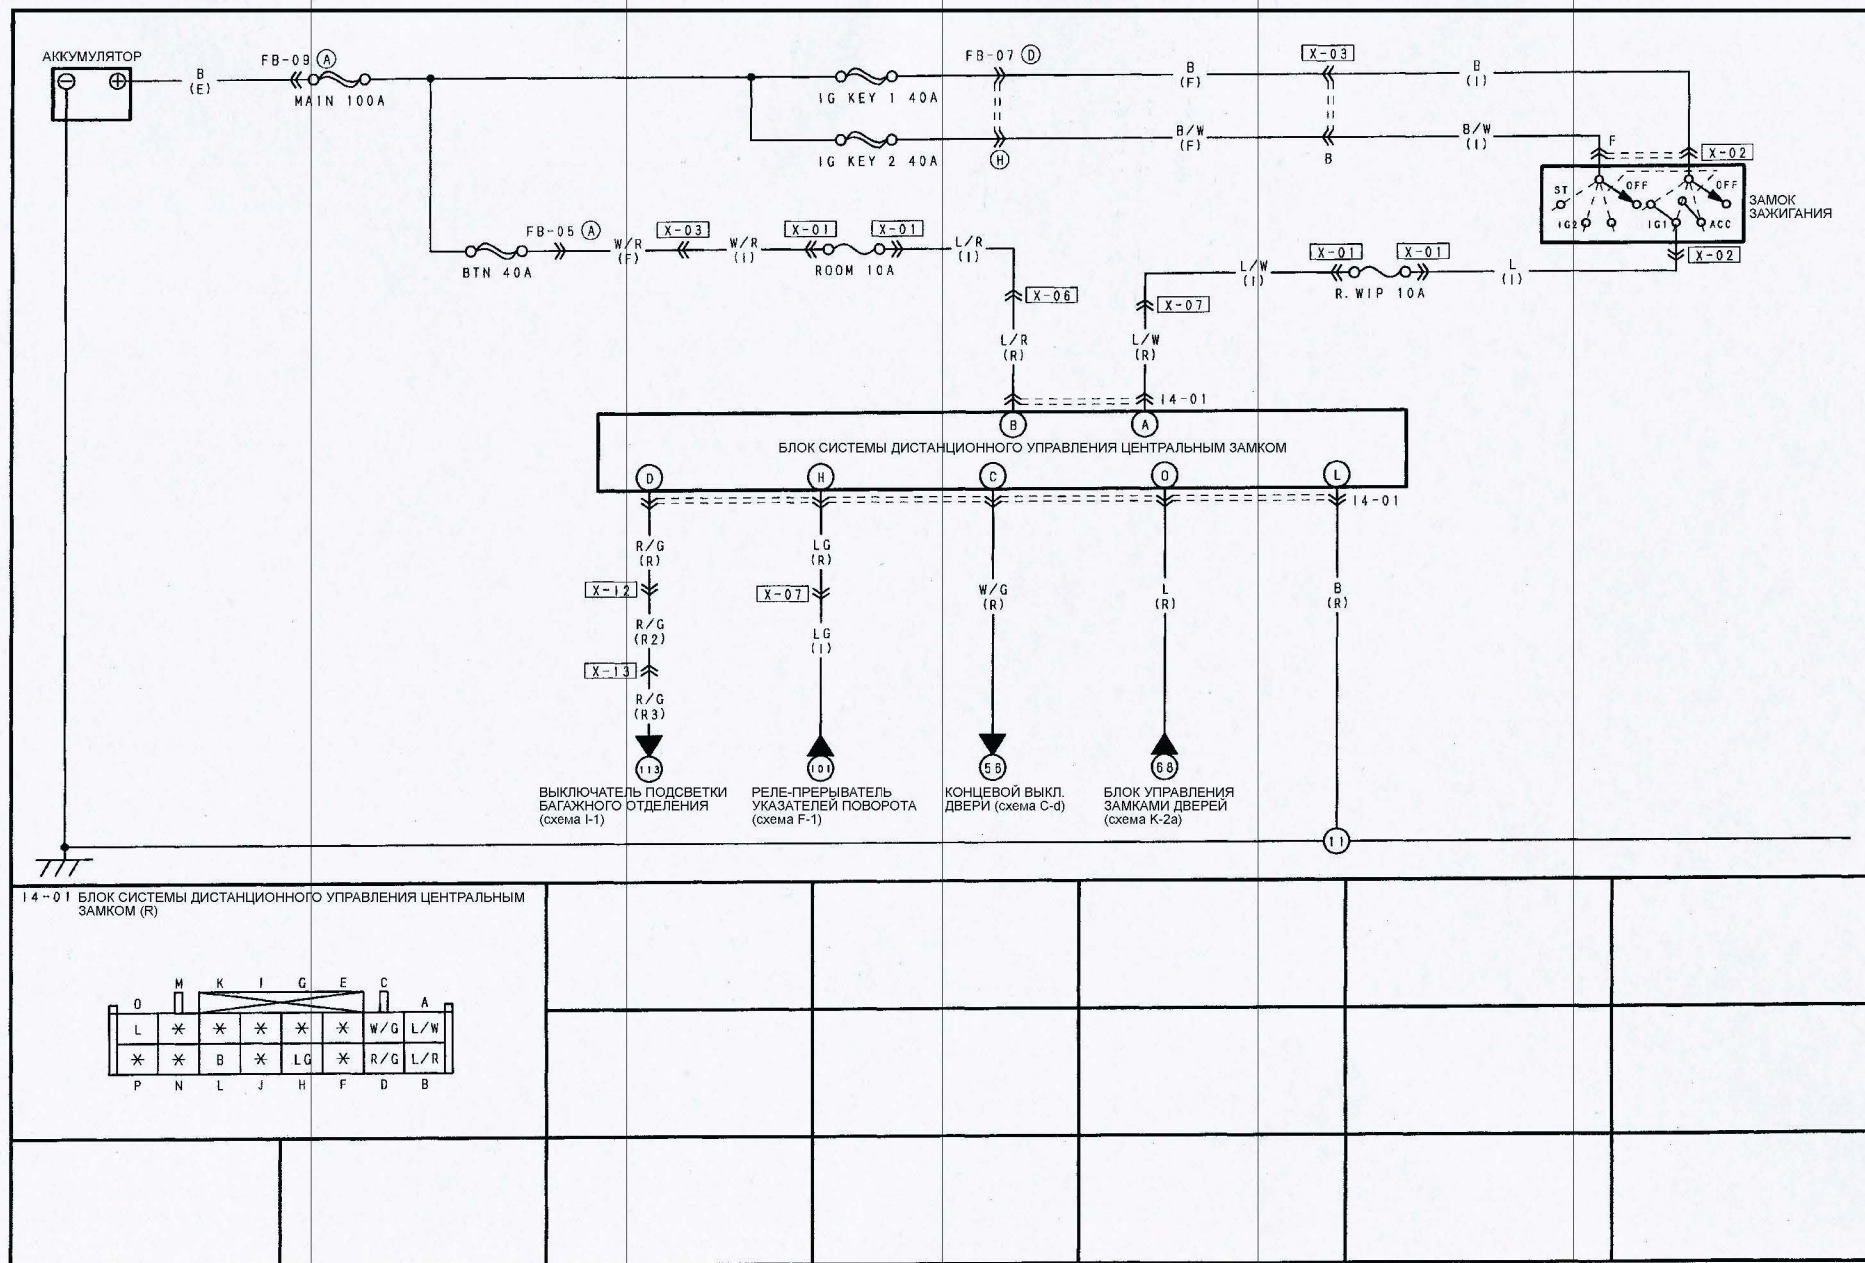 АККУМУЛЯТОР
B
(E)
FB-09 A
MAIN 100A
IG KEY 1 40A
FB-07 D
B
(F)
X-03
B
(I)
IG KEY 2 40A
H
B/W
(F)
B
B/W
(I)
F
X-02
ST
OFF
OFF
IG2
IG1
ACC
ЗАМОК
ЗАЖИГАНИЯ
X-02
BTN 40A
FB-05 A
W/R
(F)
X-03
W/R
(I)
X-01
X-01
ROOM 10A
L/R
(I)
X-06
L/R
(R)
L/W
(I)
X-01
X-01
R.WIP 10A
L
(I)
X-07
L/W
(R)
I4-01
B
A
БЛОК СИСТЕМЫ ДИСТАНЦИОННОГО УПРАВЛЕНИЯ ЦЕНТРАЛЬНЫМ ЗАМКОМ
D
H
C
O
L
I4-01
R/G
(R)
X-12
R/G
(R2)
X-13
R/G
(R3)
113
ВЫКЛЮЧАТЕЛЬ ПОДСВЕТКИ
БАГАЖНОГО ОТДЕЛЕНИЯ
(схема I-1)
LG
(R)
X-07
LG
(I)
101
РЕЛЕ-ПРЕРЫВАТЕЛЬ
УКАЗАТЕЛЕЙ ПОВОРОТА
(схема F-1)
W/G
(R)
56
КОНЦЕВОЙ ВЫКЛ.
ДВЕРИ (схема C-d)
L
(R)
68
БЛОК УПРАВЛЕНИЯ
ЗАМКАМИ ДВЕРЕЙ
(схема K-2a)
B
(R)
11
I4-01 БЛОК СИСТЕМЫ ДИСТАНЦИОННОГО УПРАВЛЕНИЯ ЦЕНТРАЛЬНЫМ
ЗАМКОМ (R)
O M K I G E C A
L * * * * * W/G L/W
* * B * LG * R/G L/R
P N L J H F D B